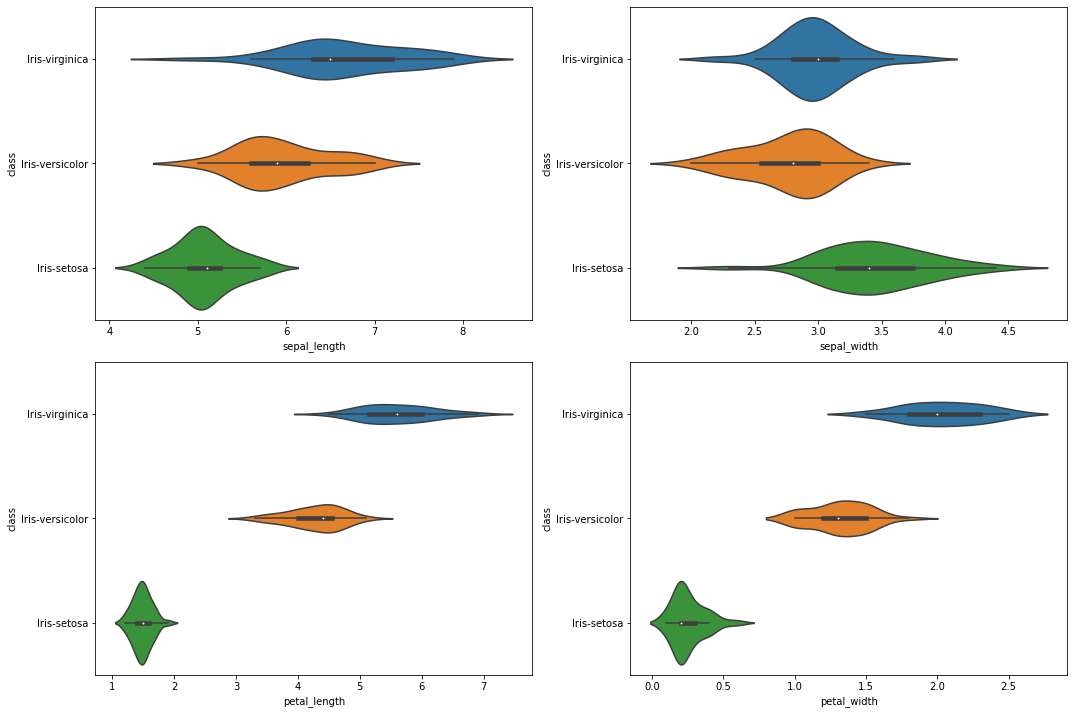 Iris-virginica
Iris-versicolor
Iris-setosa
class
4 5 6 7 8
sepal_length
Iris-virginica
Iris-versicolor
Iris-setosa
class
2.0 2.5 3.0 3.5 4.0 4.5
sepal_width
Iris-virginica
Iris-versicolor
Iris-setosa
class
1 2 3 4 5 6 7
petal_length
Iris-virginica
Iris-versicolor
Iris-setosa
class
0.0 0.5 1.0 1.5 2.0 2.5
petal_width